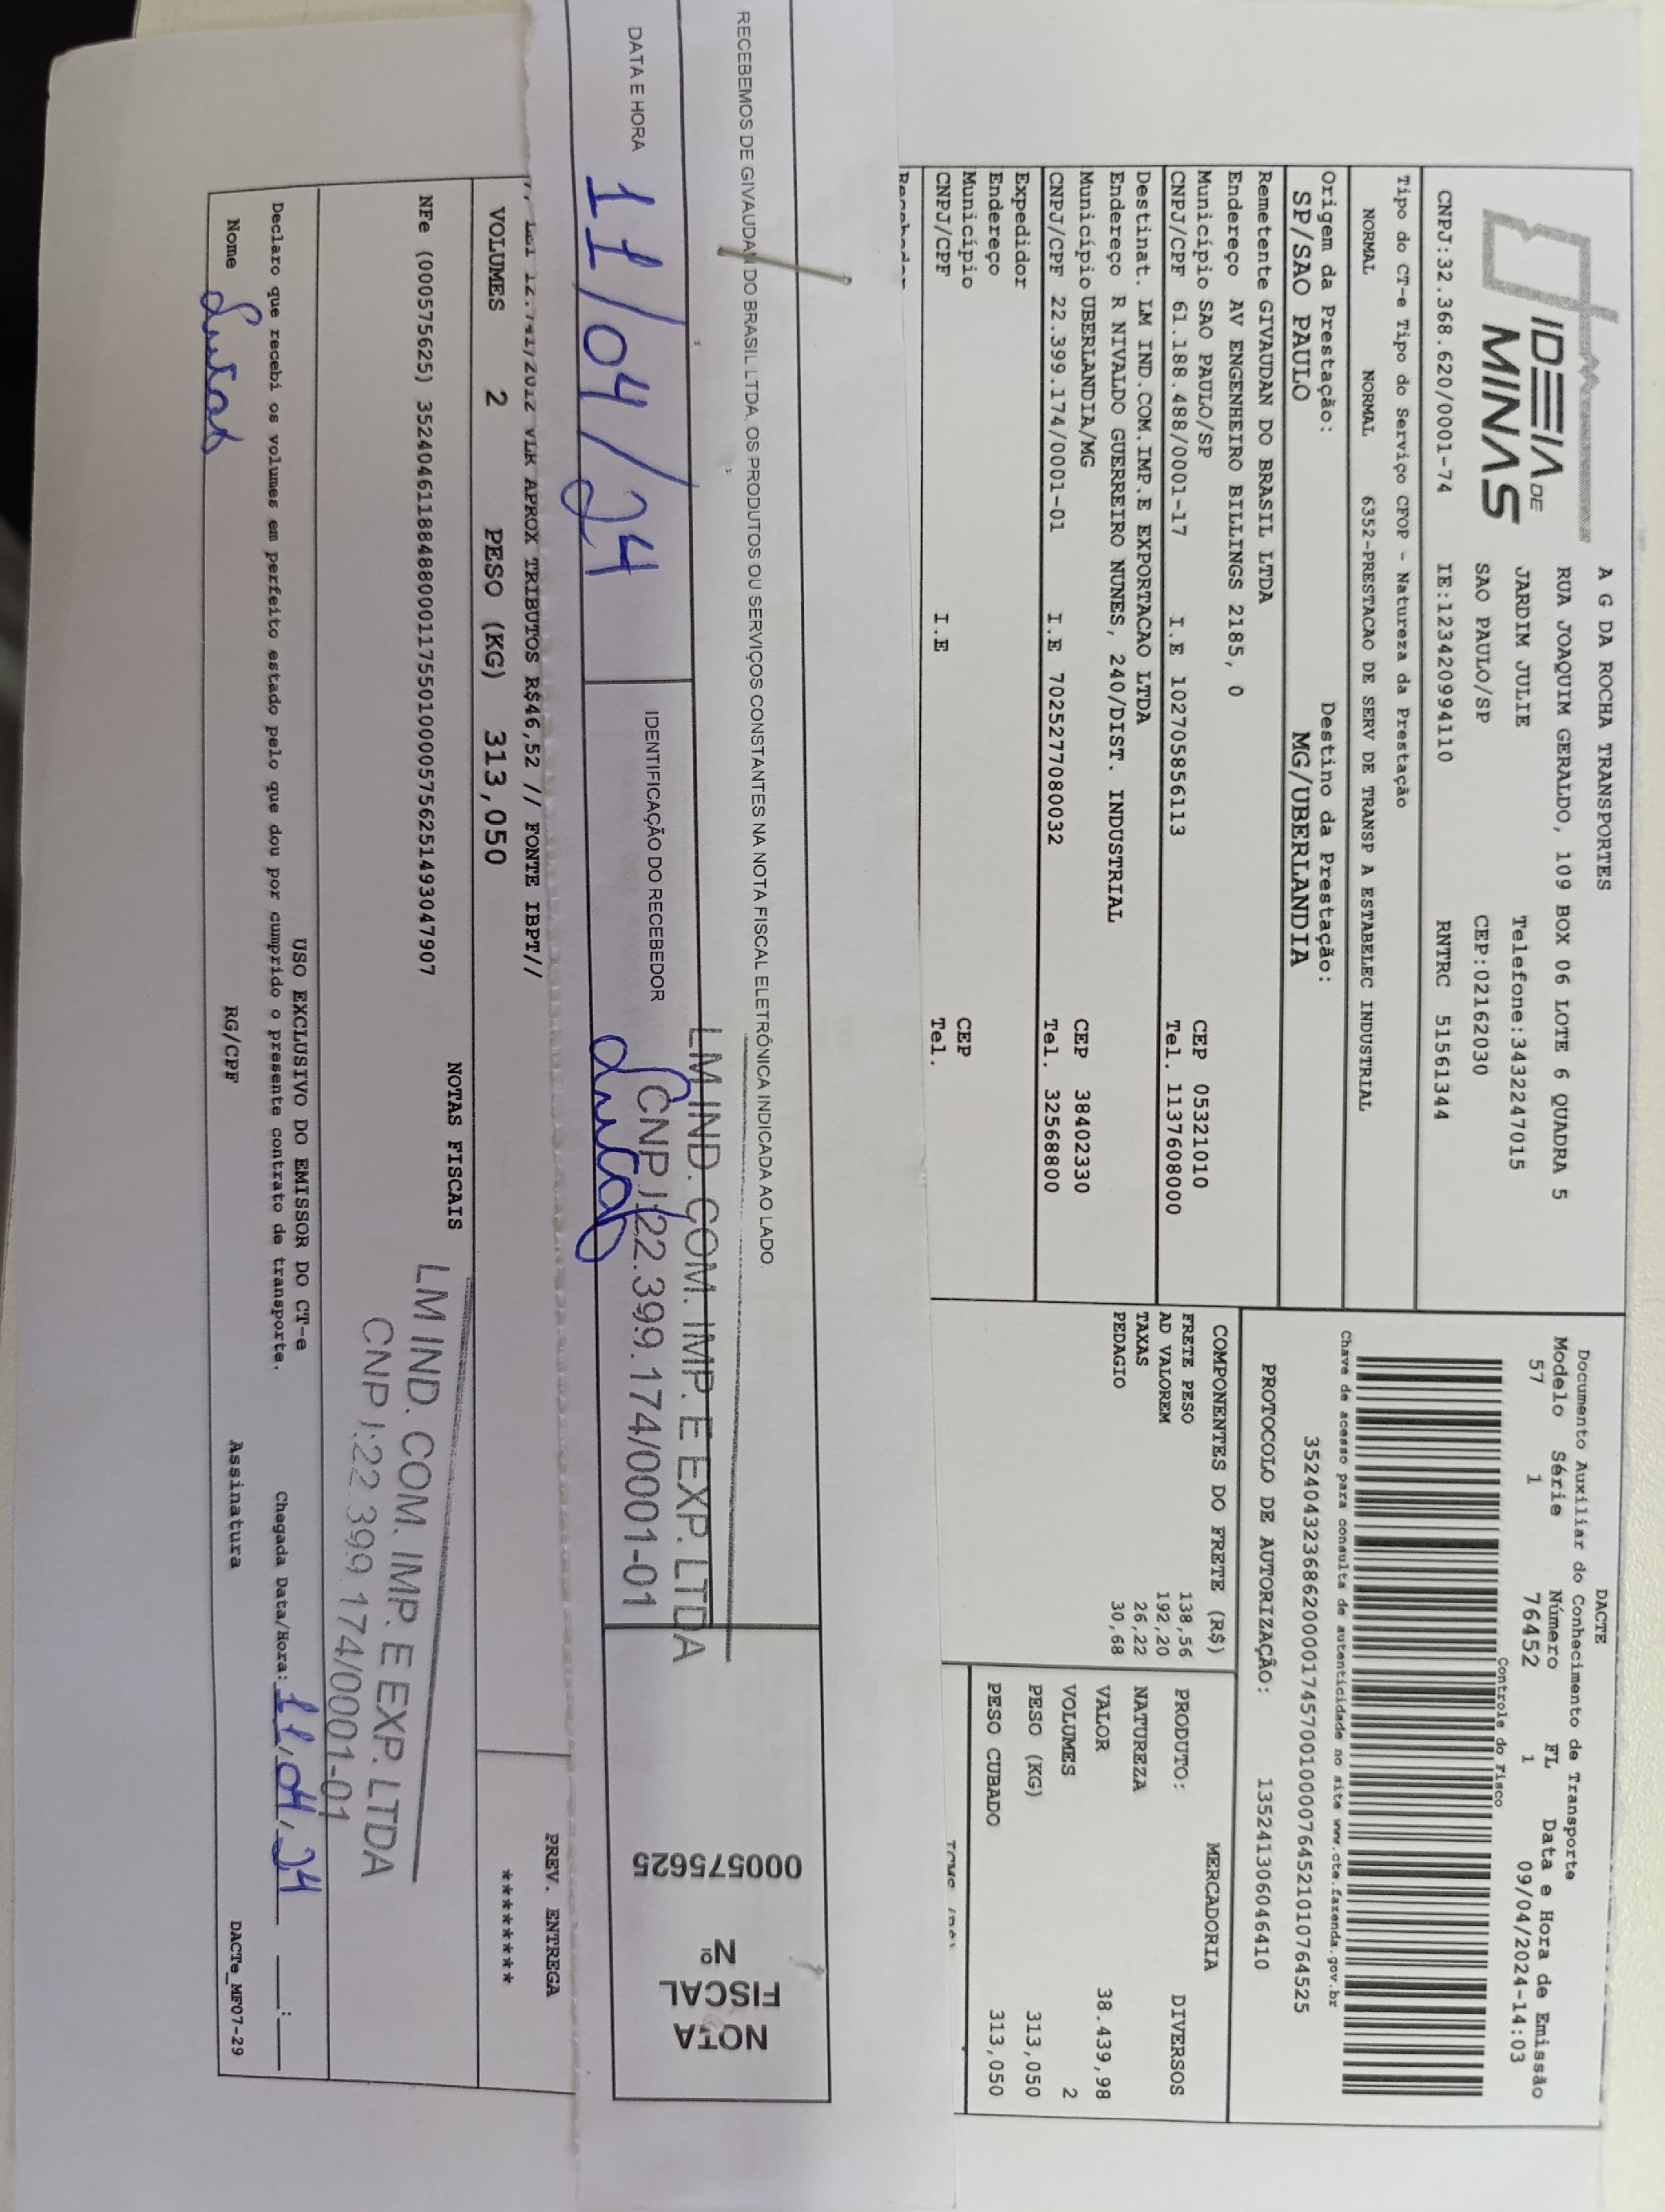 IDEIA DE
MINAS
A G DA ROCHA TRANSPORTES
RUA JOAQUIM GERALDO, 109 BOX 06 LOTE 6 QUADRA 5
JARDIM JULIE Telefone:3432247015
SAO PAULO/SP CEP:02162030
CNPJ:32.368.620/0001-74 IE:123420994110 RNTRC 51561344
Tipo do CT-e Tipo do Serviço CFOP - Natureza da Prestação
NORMAL NORMAL 6352-PRESTACAO DE SERV DE TRANSP A ESTABELEC INDUSTRIAL
Origem da Prestação: Destino da Prestação:
SP/SAO PAULO MG/UBERLANDIA
Remetente GIVAUDAN DO BRASIL LTDA
Endereço AV ENGENHEIRO BILLINGS 2185, 0
Município SAO PAULO/SP CEP 05321010
CNPJ/CPF 61.188.488/0001-17 I.E 102705856113 Tel. 1137608000
Destinat. LM IND.COM.IMP.E EXPORTACAO LTDA
Endereço R NIVALDO GUERREIRO NUNES, 240/DIST. INDUSTRIAL
Município UBERLANDIA/MG CEP 38402330
CNPJ/CPF 22.399.174/0001-01 I.E 7025277080032 Tel. 32568800
Expedidor
Endereço
Município CEP
CNPJ/CPF I.E Tel.
DACTE
Documento Auxiliar do Conhecimento de Transporte
Modelo Série Número FL Data e Hora de Emissão
57 1 76452 1 09/04/2024-14:03
Controle do Fisco
Chave de acesso para consulta de autenticidade no site www.cte.fazenda.gov.br
35240432368620000174570010000764521010764525
PROTOCOLO DE AUTORIZAÇÃO: 135241306046410
COMPONENTES DO FRETE (R$)
FRETE PESO 138,56
AD VALOREM 192,20
TAXAS 26,22
PEDAGIO 30,68
MERCADORIA
PRODUTO: DIVERSOS
NATUREZA
VALOR 38.439,98
VOLUMES 2
PESO (KG) 313,050
PESO CUBADO 313,050
RECEBEMOS DE GIVAUDAN DO BRASIL LTDA. OS PRODUTOS OU SERVIÇOS CONSTANTES NA NOTA FISCAL ELETRÔNICA INDICADA AO LADO.
DATA E HORA
11/04/24
IDENTIFICAÇÃO DO RECEBEDOR
Lucas
LM IND. COM. IMP. E EXP. LTDA
CNPJ:22.399.174/0001-01
NOTA
FISCAL
Nº
000575625
12.741/2012 VLR APROX TRIBUTOS R$46,52 // FONTE IBPT//
VOLUMES 2 PESO (KG) 313,050
PREV. ENTREGA
********
NOTAS FISCAIS
NFe (000575625) 35240461188488000117550100005756251493047907
LM IND. COM. IMP. E EXP. LTDA
CNPJ:22.399.174/0001-01
USO EXCLUSIVO DO EMISSOR DO CT-e
Declaro que recebi os volumes em perfeito estado pelo que dou por cumprido o presente contrato de transporte. Chegada Data/Hora: 11/04/24 __:__
Nome Lucas RG/CPF Assinatura
DACTe_MF07-29